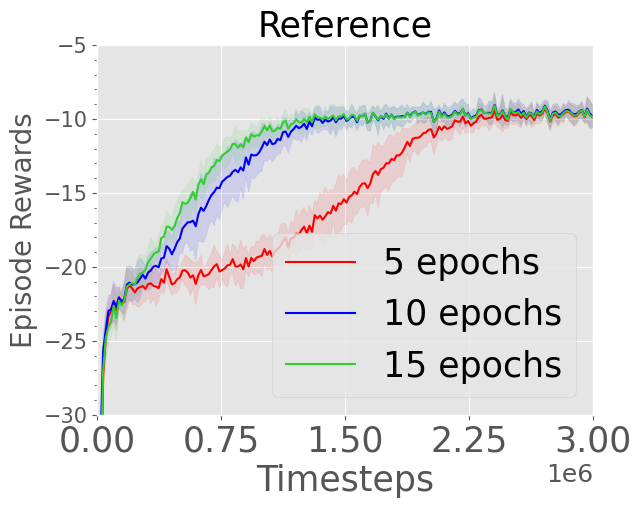 Reference
Episode Rewards
−5
−10
−15
−20
−25
−30
5 epochs
10 epochs
15 epochs
0.00 0.75 1.50 2.25 3.00
Timesteps
1e6